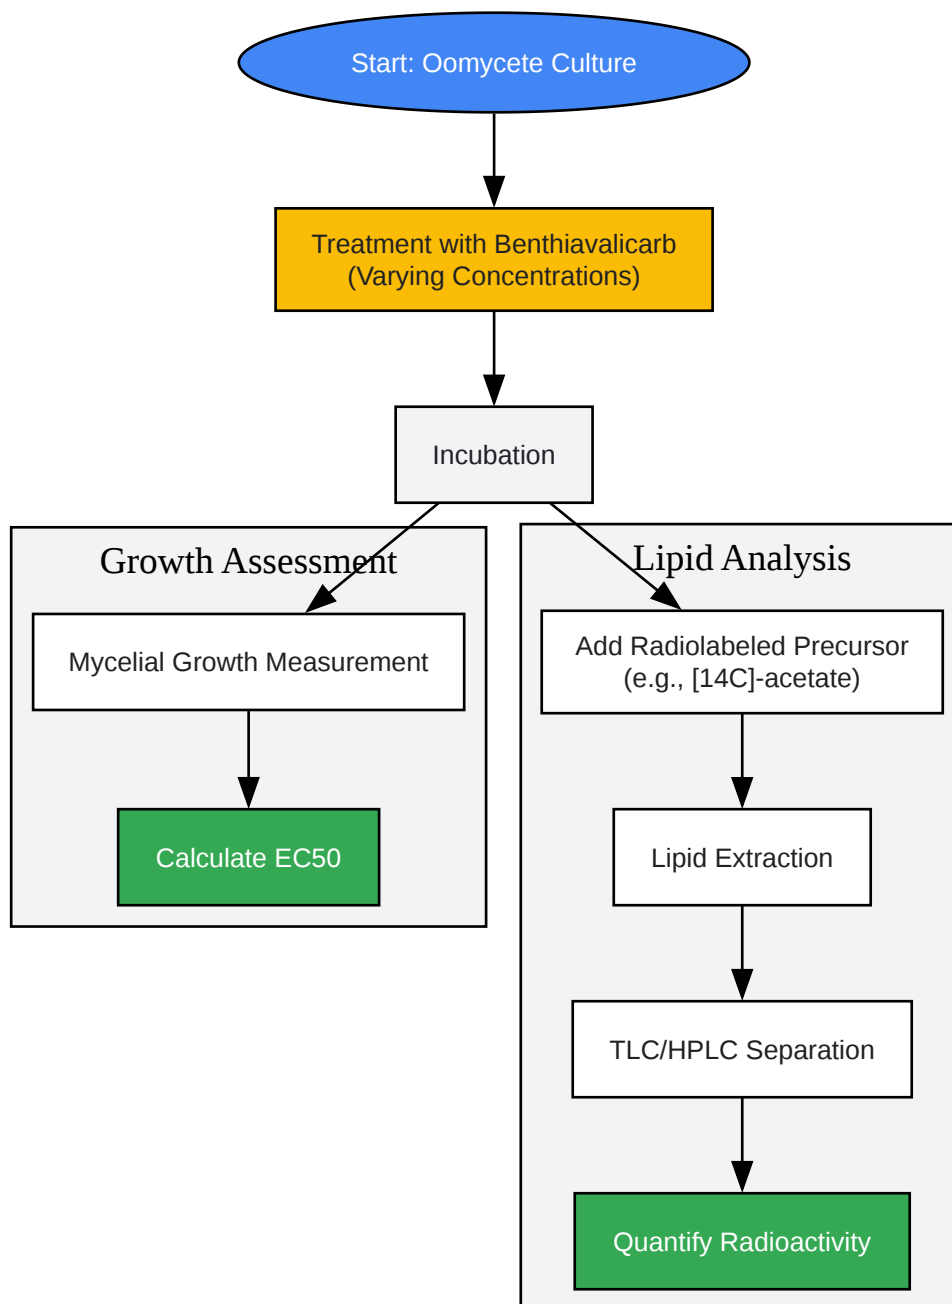 Start: Oomycete Culture
Treatment with Benthiavalicarb
(Varying Concentrations)
Incubation
Growth Assessment
Mycelial Growth Measurement
Calculate EC50
Lipid Analysis
Add Radiolabeled Precursor
(e.g., [14C]-acetate)
Lipid Extraction
TLC/HPLC Separation
Quantify Radioactivity